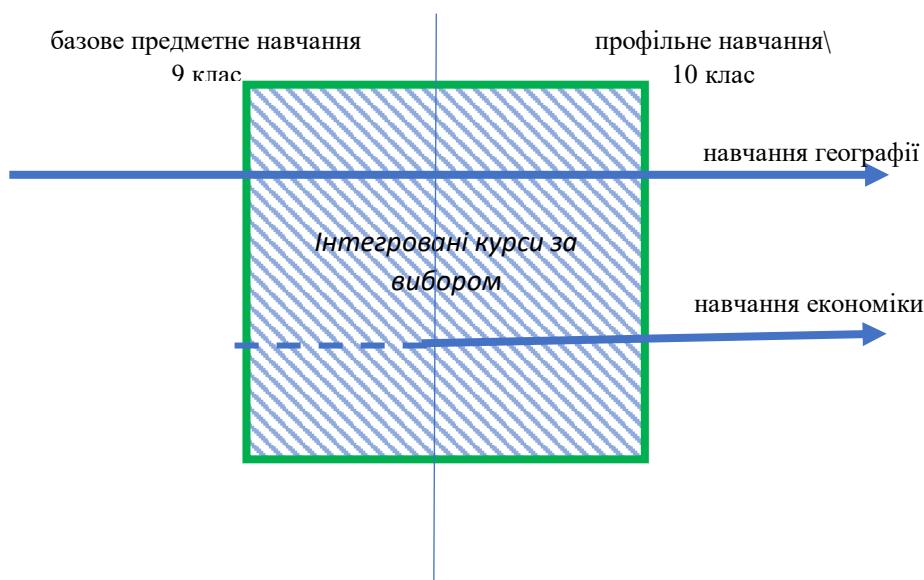 базове предметне навчання
9 клас
профільне навчання\
10 клас
навчання географії
Інтегровані курси за
вибором
навчання економіки